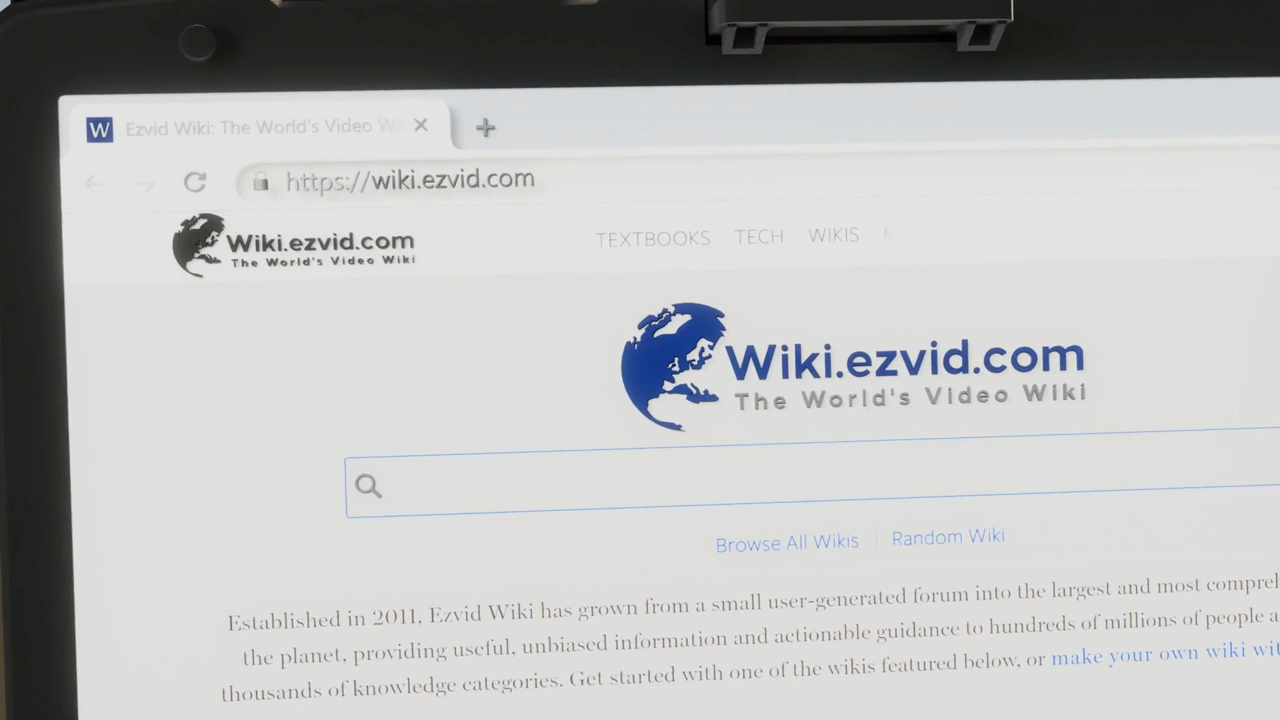 W Ezvid Wiki: The World's Video
https://wiki.ezvid.com
Wiki.ezvid.com
The World's Video Wiki
TEXTBOOKS TECH WIKIS
Wiki.ezvid.com
The World's Video Wiki
Browse All Wikis Random Wiki
Established in 2011, Ezvid Wiki has grown from a small user-generated forum into the largest and most
the planet, providing useful, unbiased information and actionable guidance to hundreds of millions of people
thousands of knowledge categories. Get started with one of the wikis featured below, or make your own wiki